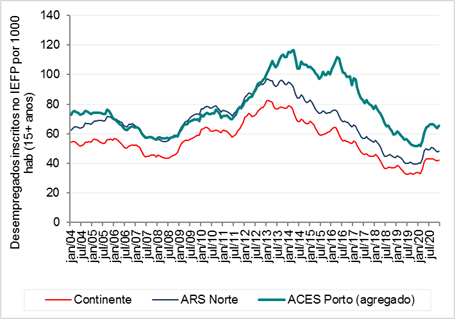 Desempregados inscritos no IEFP por 1000
hab (15+ anos)
140
120
100
80
60
40
20
0
jan/04
jul/04
jan/05
jul/05
jan/06
jul/06
jan/07
jul/07
jan/08
jul/08
jan/09
jul/09
jan/10
jul/10
jan/11
jul/11
jan/12
jul/12
jan/13
jul/13
jan/14
jul/14
jan/15
jul/15
jan/16
jul/16
jan/17
jul/17
jan/18
jul/18
jan/19
jul/19
jan/20
jul/20
Continente
ARS Norte
ACES Porto (agregado)